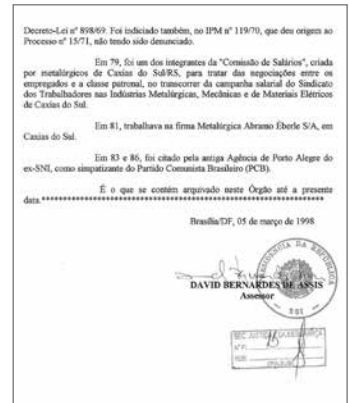 Decreto-Lei nº 898/69. Foi indiciado também, no IPM nº 119/70, que deu origem ao
Processo nº 15/71, não tendo sido denunciado.
Em 79, foi um dos integrantes da "Comissão de Salários", criada
por metalúrgicos de Caxias do Sul/RS, para tratar das negociações entre os
empregados e a classe patronal, no transcorrer da campanha salarial do Sindicato
dos Trabalhadores nas Indústrias Metalúrgicas, Mecânicas e de Materiais Elétricos
de Caxias do Sul.
Em 81, trabalhava na firma Metalúrgica Abramo Éberle S/A, em
Caxias do Sul.
Em 83 e 86, foi citado pela antiga Agência de Porto Alegre do
ex-SNI, como simpatizante do Partido Comunista Brasileiro (PCB).
É o que se contém arquivado neste Órgão até a presente
data.******************************************************************
Brasília/DF, 05 de março de 1998
DAVID BERNARDES DE ASSIS
Assessor